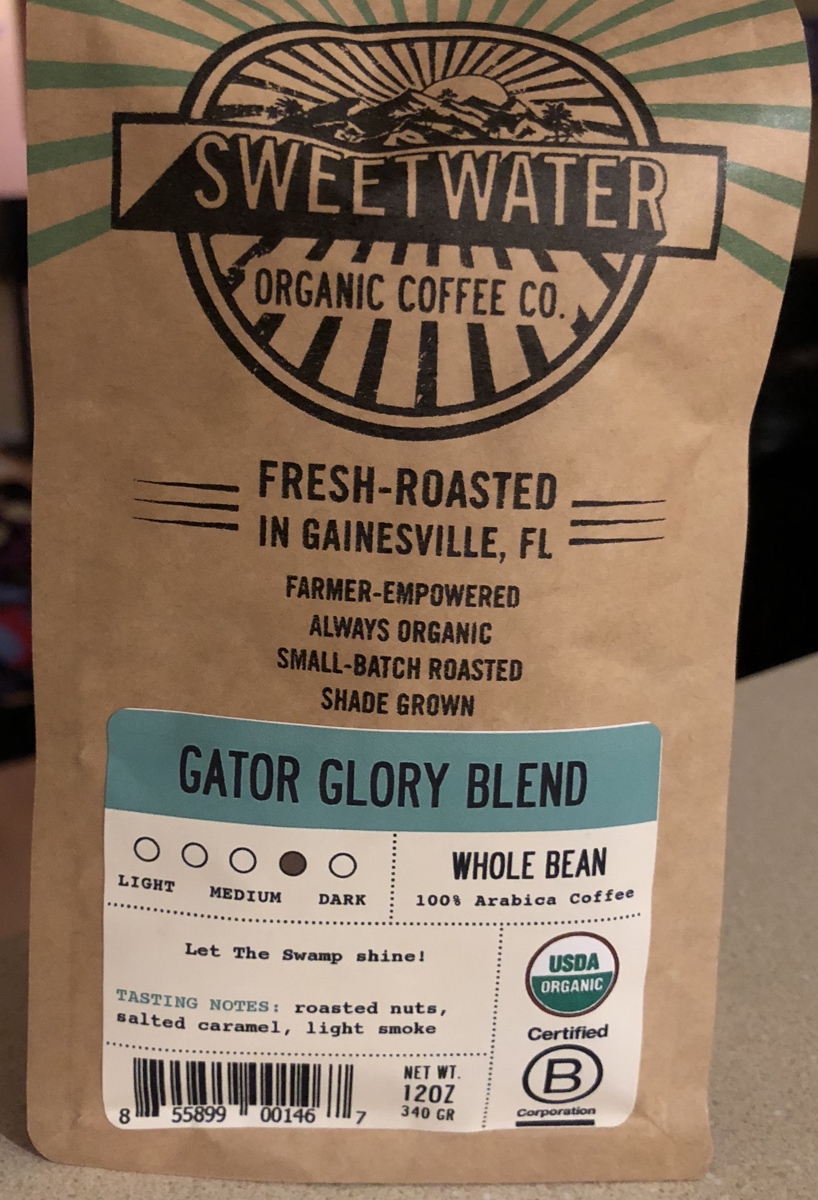 SWEETWATER
ORGANIC COFFEE CO.
FRESH-ROASTED
IN GAINESVILLE, FL
FARMER-EMPOWERED
ALWAYS ORGANIC
SMALL-BATCH ROASTED
SHADE GROWN
GATOR GLORY BLEND
LIGHT MEDIUM DARK
WHOLE BEAN
100% Arabica Coffee
Let The Swamp shine!
TASTING NOTES: roasted nuts,
salted caramel, light smoke
USDA
ORGANIC
Certified
B
Corporation
8 55899 00146 7
NET WT.
12OZ
340 GR